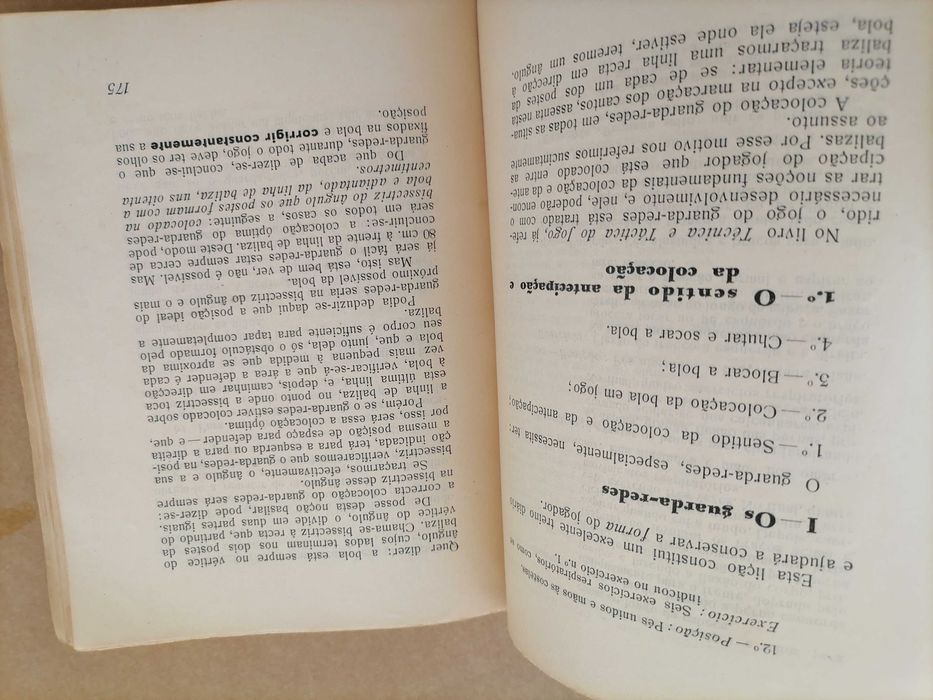 12.º — Posição: Pés unidos e mãos às costelas.
Exercício: Seis exercícios respiratórios, como se
indicou no exercício n.º 1.
Esta lição constitui um excelente treino diário
e ajudará a conservar a forma do jogador.
I — Os guarda-redes
O guarda-redes, especialmente, necessita ter:
1.º — Sentido da colocação e da antecipação;
2.º — Colocação da bola em jogo;
3.º — Blocar a bola;
4.º — Chutar e socar a bola.
1.º — O sentido da antecipação e
da colocação
No livro Técnica e Táctica do Jogo, já refe-
rido, o jogo do guarda-redes está tratado com o
necessário desenvolvimento e, nele, poderão encon-
trar as noções fundamentais da colocação e da ante-
cipação do jogador que está colocado entre as
balizas. Por esse motivo nos referimos sucintamente
ao assunto.
A colocação do guarda-redes, em todas as situa-
ções, excepto na marcação dos cantos, assenta nesta
teoria elementar: se de cada um dos postes da
baliza traçarmos uma linha recta em direcção à
bola, esteja ela onde estiver, teremos um ângulo.
Quer dizer: a bola está sempre no vértice do
ângulo, cujos lados terminam nos dois postes da
baliza. Chama-se bissectriz à recta que, partindo do
vértice do ângulo, o divide em duas partes iguais.
De posse desta noção basilar, pode dizer-se:
a correcta colocação do guarda-redes será sempre
na bissectriz desse ângulo.
Se traçarmos, efectivamente, o ângulo e a sua
bissectriz, verificaremos que o guarda-redes, na posi-
ção indicada, terá para a esquerda ou para a direita
a mesma posição de espaço para defender — e que,
por isso, será essa a colocação óptima.
Porém, se o guarda-redes estiver colocado sobre
a linha de baliza, no ponto onde a bissectriz toca
esta última linha, e, depois, caminhar em direcção
à bola, verificar-se-á que a área a defender é cada
vez mais pequena à medida que se aproxima da
bola e que, junto dela, só o obstáculo formado pelo
seu corpo é suficiente para tapar completamente a
baliza.
Podia deduzir-se daqui que a posição ideal do
guarda-redes seria na bissectriz do ângulo e o mais
próximo possível da bola.
Mas isto, está bem de ver, não é possível. Mas
já será fácil o guarda-redes estar sempre cerca de
80 cm. à frente da linha de baliza. Deste modo, pode
concluir-se: a colocação óptima do guarda-redes
será em todos os casos, a seguinte: colocado na
bissectriz do ângulo que os postes formam com a
bola e adiantado, da linha de baliza, uns oitenta
centímetros.
Do que acaba de dizer-se, conclui-se que o
guarda-redes, durante todo o jogo, deve ter os olhos
fixados na bola e corrigir constantemente a sua
posição.
175